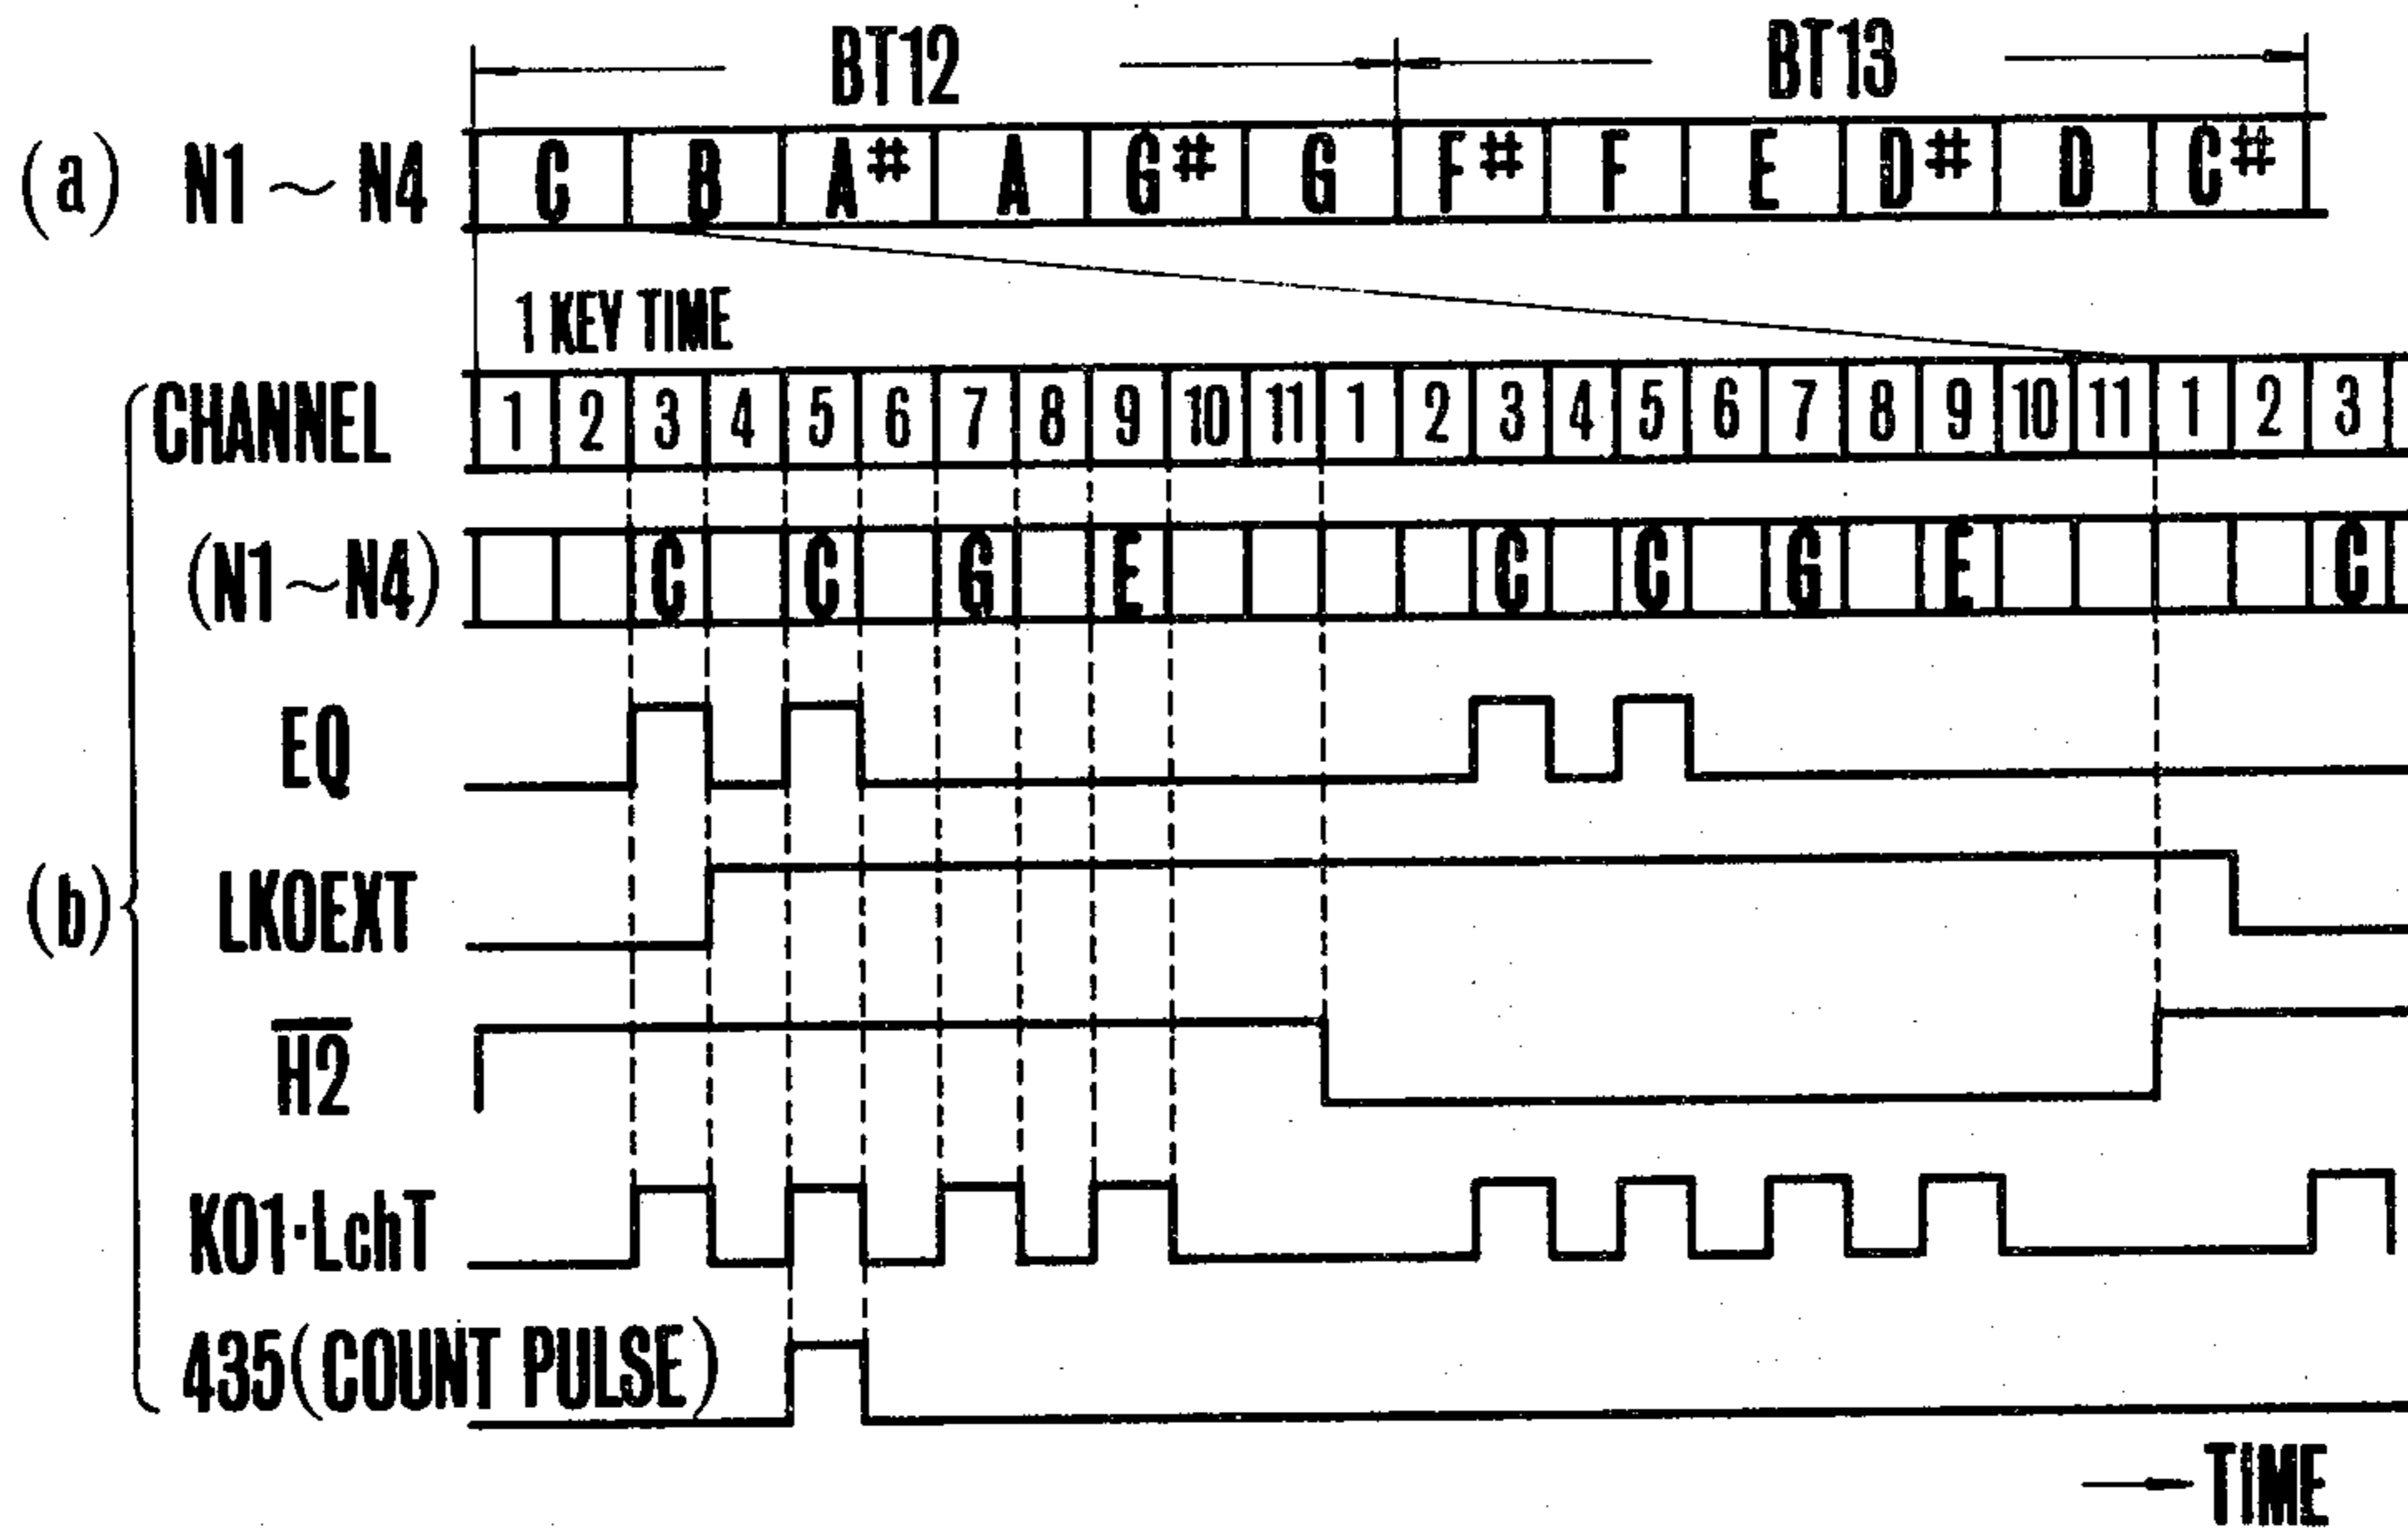 BT12 BT13
(a) N1~N4 C B A# A G# G F# F E D# D C#
1 KEY TIME
CHANNEL 1 2 3 4 5 6 7 8 9 10 11 1 2 3 4 5 6 7 8 9 10 11 1 2 3
(N1~N4) C C G E C C G E C
EQ
(b) LKOEXT
H2
KO1·LchT
435(COUNT PULSE)
TIME